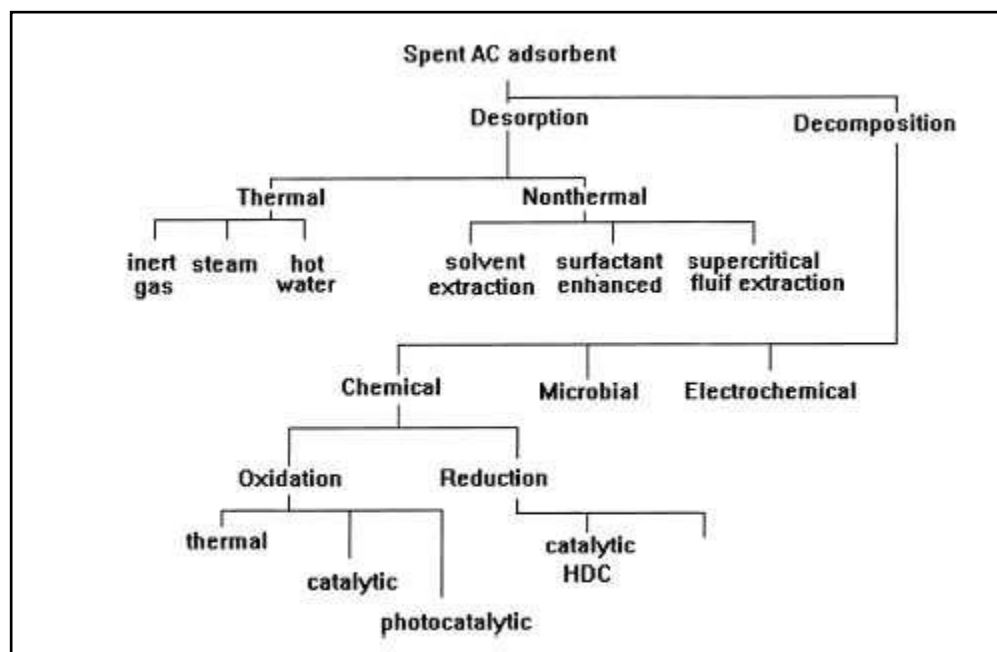 Spent AC adsorbent
Desorption
Decomposition
Thermal
Nonthermal
inert
gas
steam
hot
water
solvent
extraction
surfactant
enhanced
supercritical
fluif extraction
Chemical
Microbial
Electrochemical
Oxidation
Reduction
thermal
catalytic
photocatalytic
catalytic
HDC